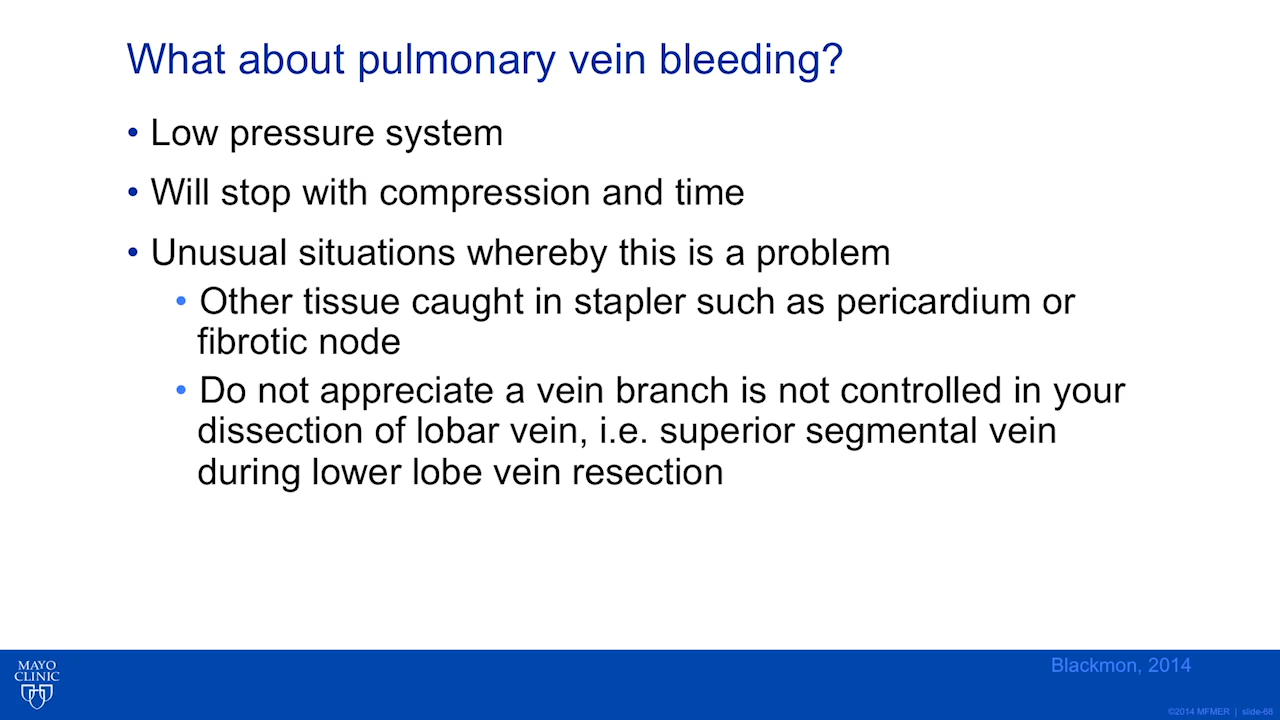 What about pulmonary vein bleeding?
• Low pressure system
• Will stop with compression and time
• Unusual situations whereby this is a problem
• Other tissue caught in stapler such as pericardium or
fibrotic node
• Do not appreciate a vein branch is not controlled in your
dissection of lobar vein, i.e. superior segmental vein
during lower lobe vein resection
MAYO
CLINIC
Blackmon, 2014
©2014 MFMER | slide-68